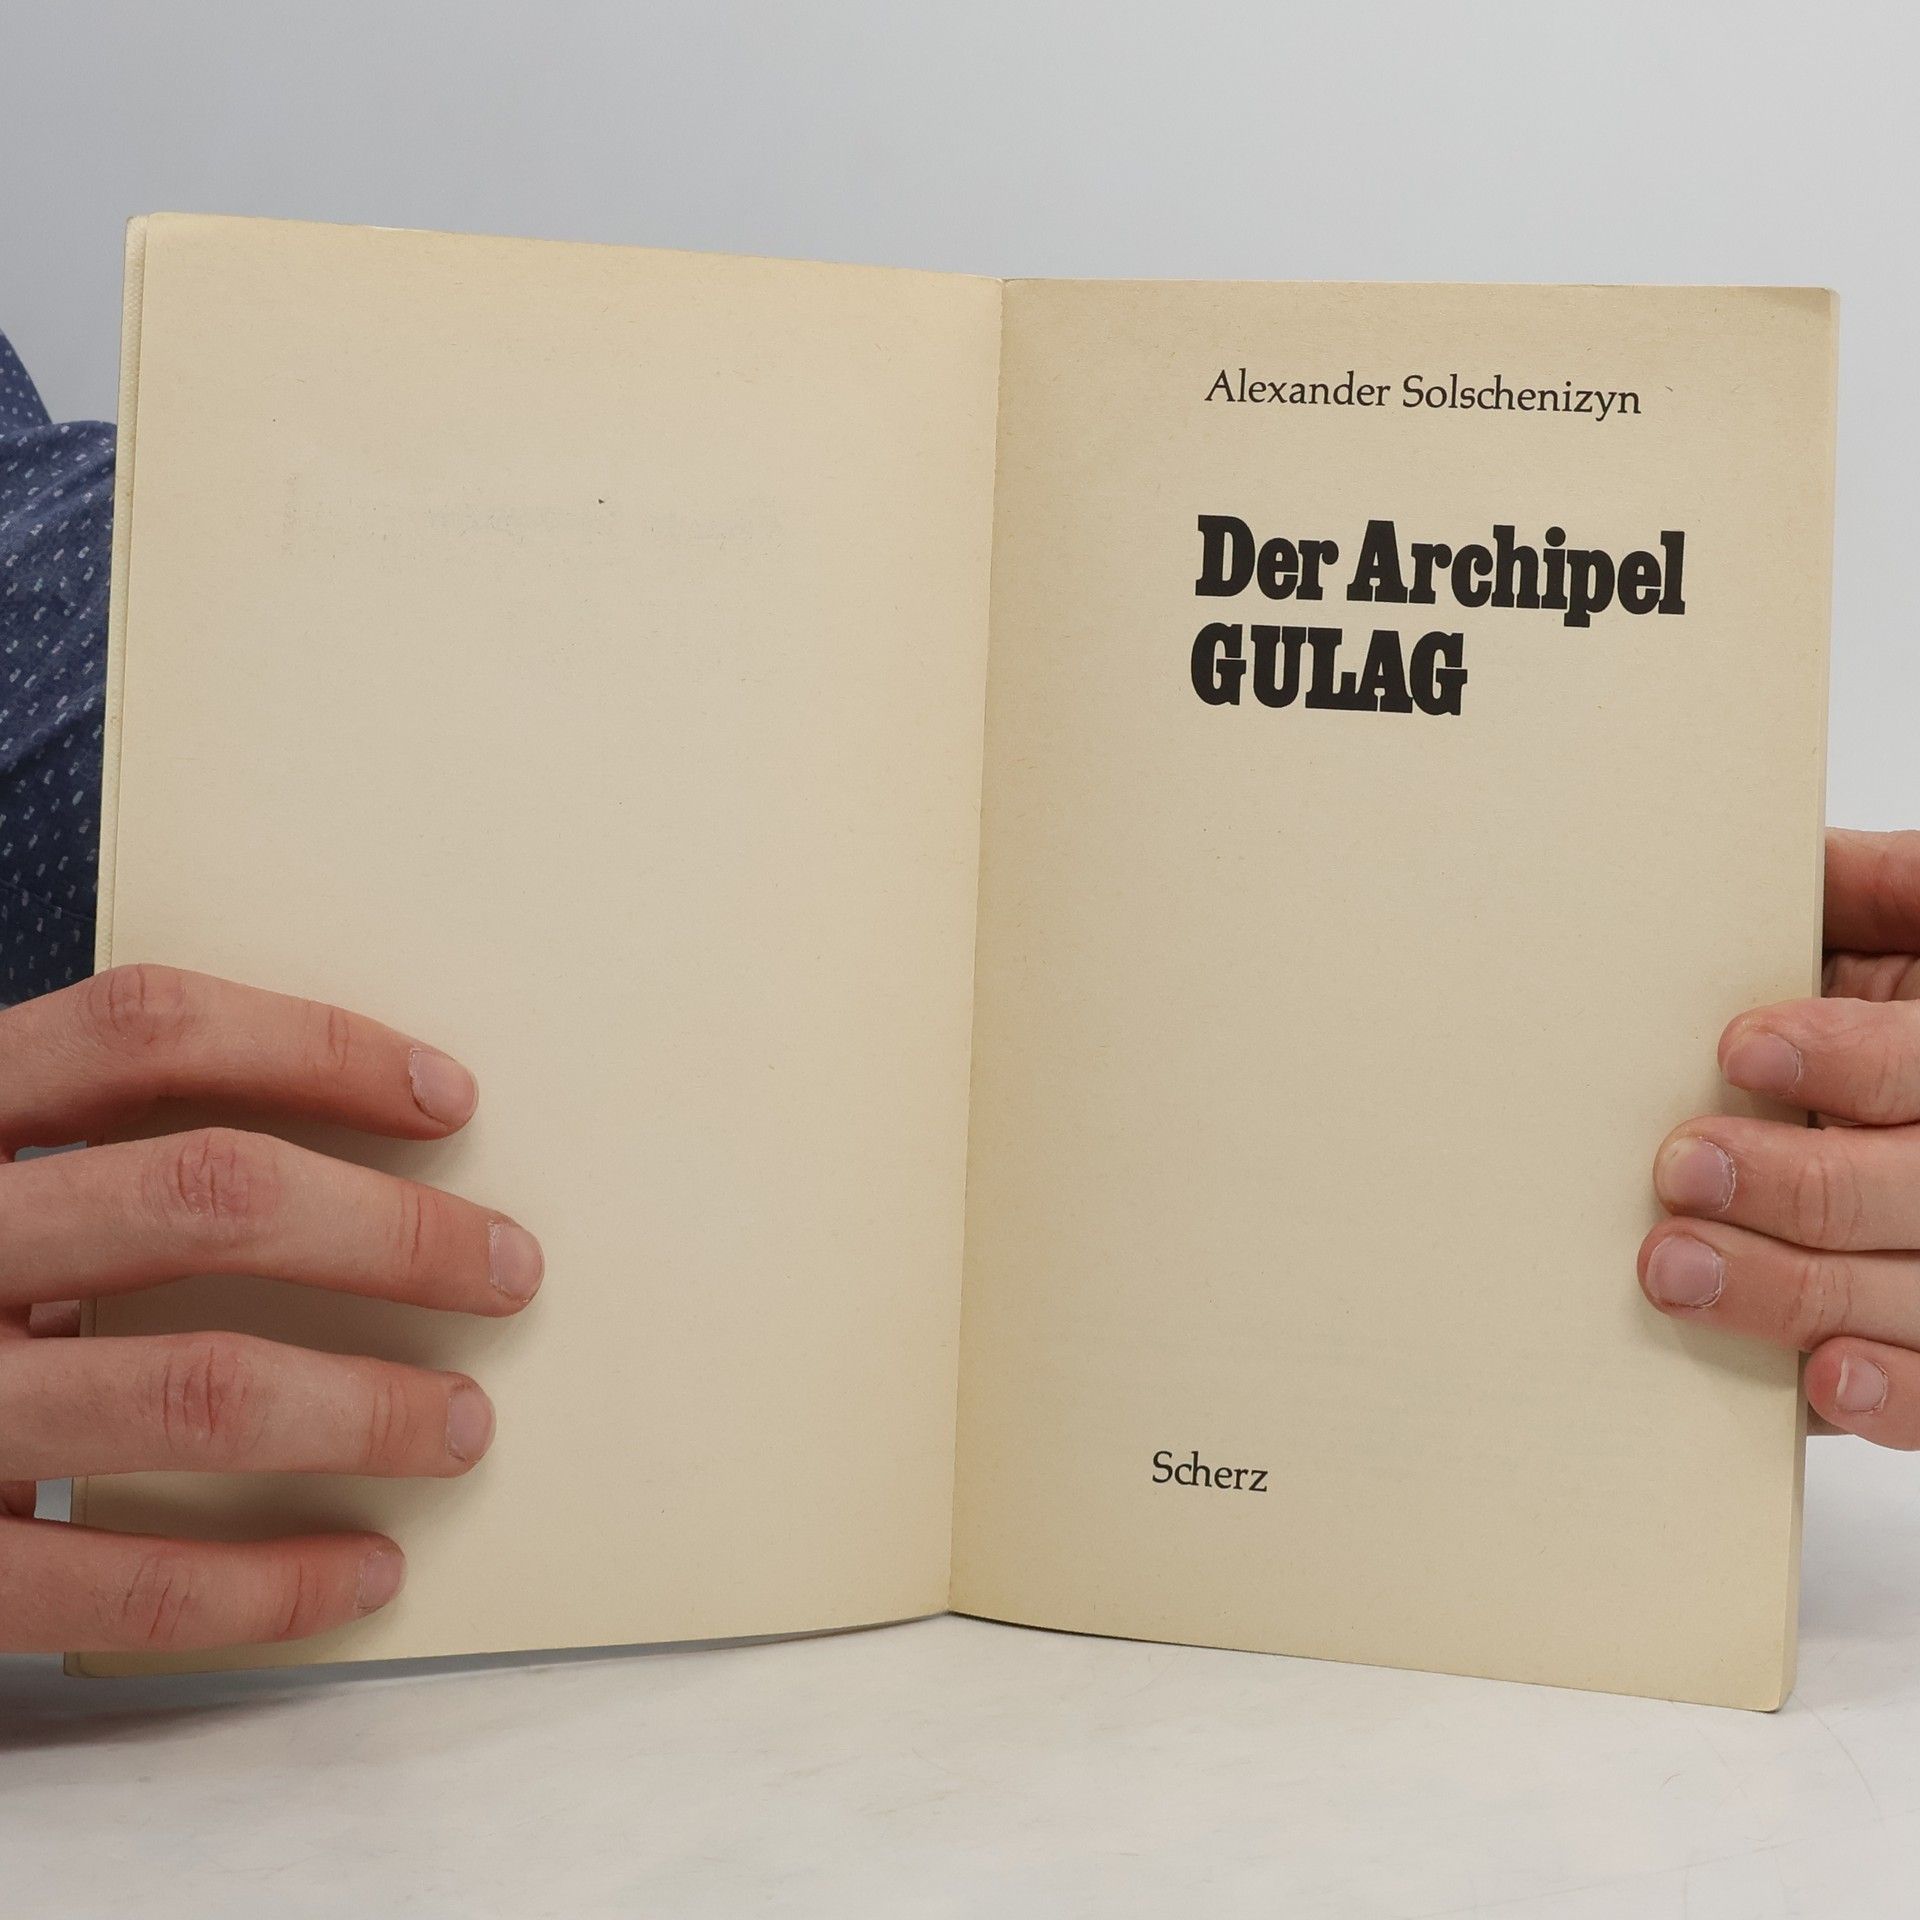 Alexander Solschenizyn
Der Archipel
GULAG
Scherz